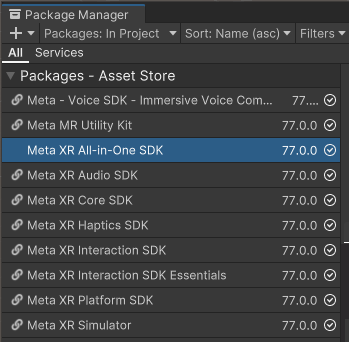 Package Manager
+ Packages: In Project Sort: Name (asc) Filters
All Services
Packages - Asset Store
Meta - Voice SDK - Immersive Voice Com... 77....
Meta MR Utility Kit 77.0.0
Meta XR All-in-One SDK 77.0.0
Meta XR Audio SDK 77.0.0
Meta XR Core SDK 77.0.0
Meta XR Haptics SDK 77.0.0
Meta XR Interaction SDK 77.0.0
Meta XR Interaction SDK Essentials 77.0.0
Meta XR Platform SDK 77.0.0
Meta XR Simulator 77.0.0